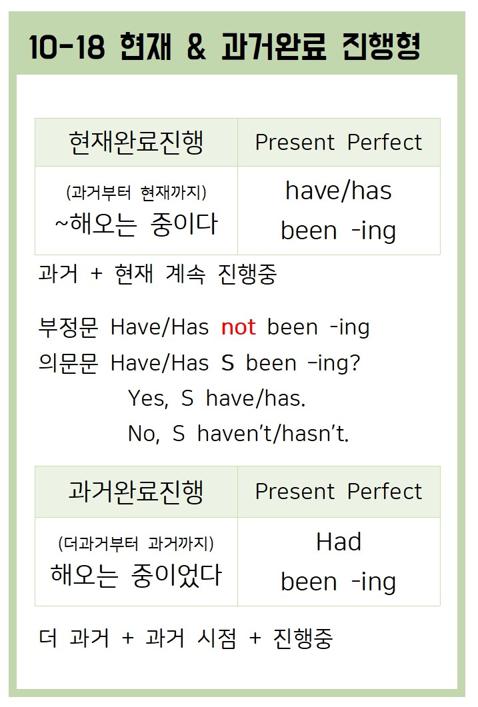 10-18 현재 & 과거완료 진행형
현재완료진행 Present Perfect
(과거부터 현재까지)
~해오는 중이다
have/has
been -ing
과거 + 현재 계속 진행중
부정문 Have/Has not been -ing
의문문 Have/Has S been -ing?
Yes, S have/has.
No, S haven't/hasn't.
과거완료진행 Present Perfect
(더과거부터 과거까지)
해오는 중이었다
Had
been -ing
더 과거 + 과거 시점 + 진행중